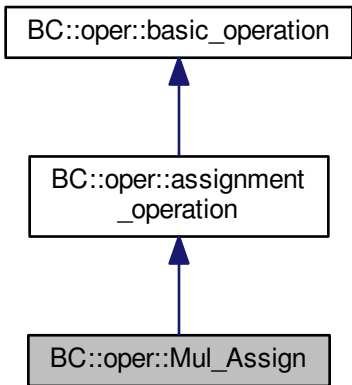 BC::oper::basic_operation
BC::oper::assignment
_operation
BC::oper::Mul_Assign